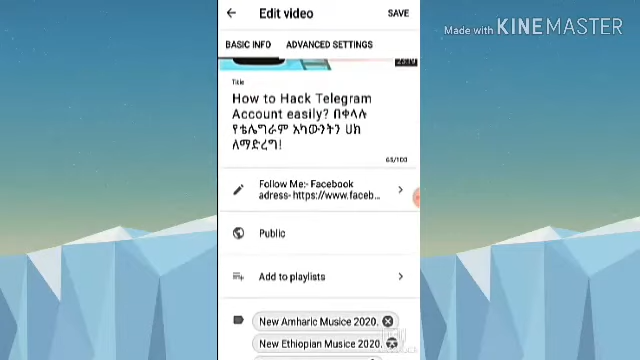 Edit video
SAVE
Made with KINEMASTER
BASIC INFO
ADVANCED SETTINGS
Title
How to Hack Telegram
Account easily? በቀላሉ
የቴሌግራም አካውንትን ሀክ
ለማድረግ!
63/100
Follow Me:- Facebook
adress- https://www.faceb...
Public
Add to playlists
New Amharic Musice 2020.
New Ethiopian Musice 2020.